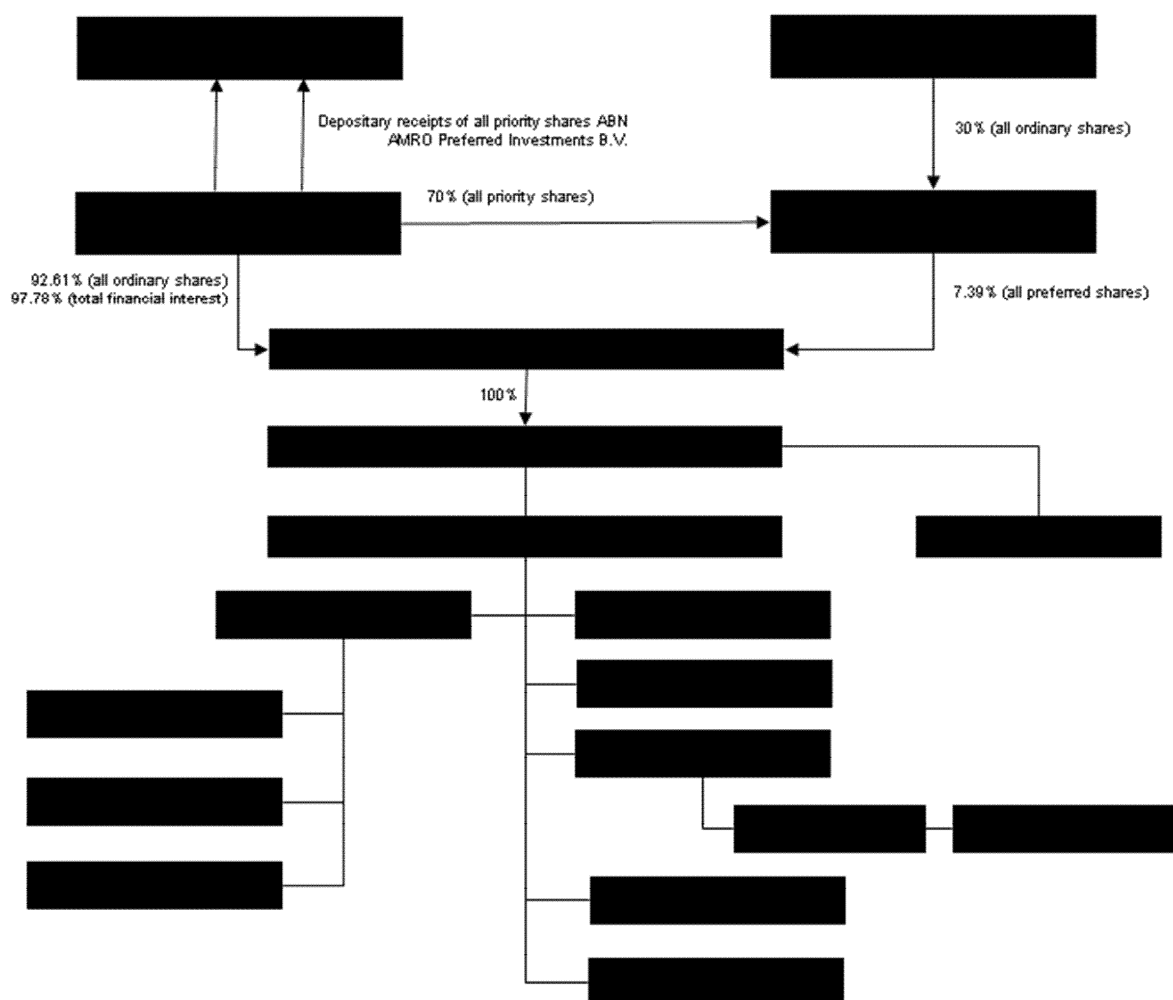 Depositary receipts of all priority shares ABN
AMRO Preferred Investments B.V.
30% (all ordinary shares)
70% (all priority shares)
92.61% (all ordinary shares)
97.78% (total financial interest)
7.39% (all preferred shares)
100%